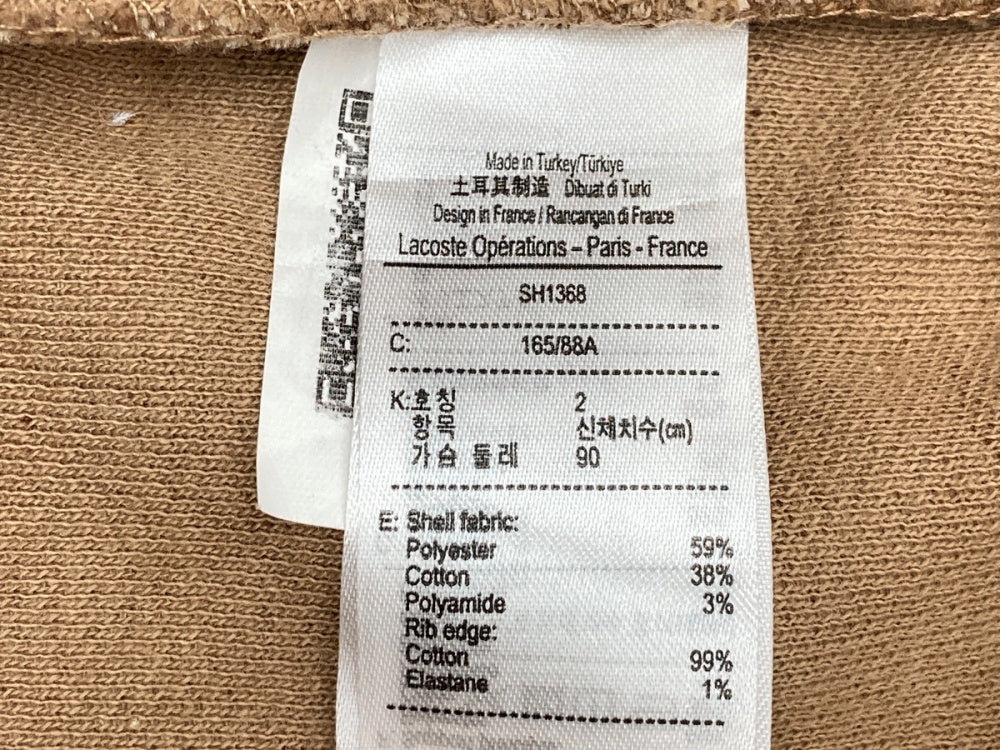 Made in Turkey/Türkiye
土耳其制造 Dibuat di Turki
Design in France / Rancangan di France
Lacoste Opérations – Paris - France
SH1368
C: 165/88A
K:호칭 2
항목 신체치수(cm)
가슴 둘레 90
E: Shell fabric:
Polyester 59%
Cotton 38%
Polyamide 3%
Rib edge:
Cotton 99%
Elastane 1%